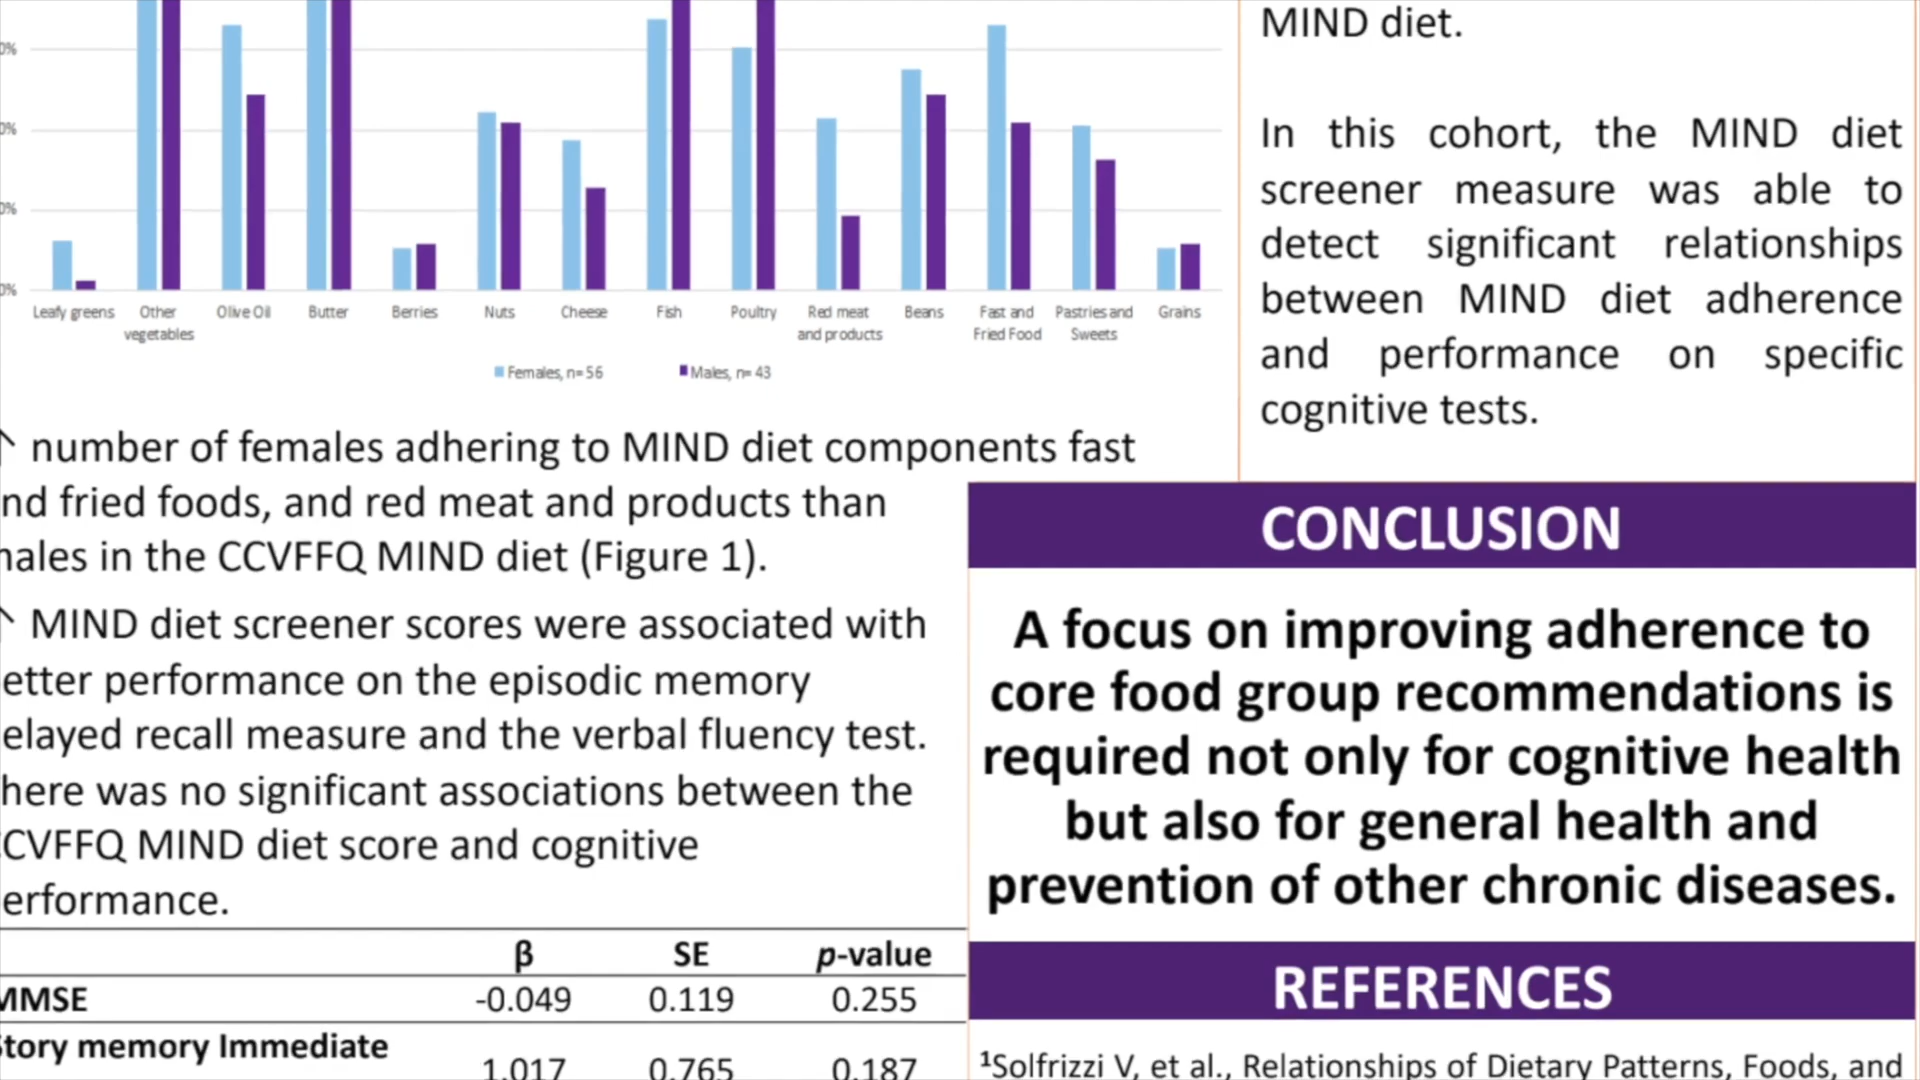 0%
0%
0%
0%
Leafy greens
Other
vegetables
Olive Oil
Butter
Berries
Nuts
Cheese
Fish
Poultry
Red meat
and products
Beans
Fast and
Fried Food
Pastries and
Sweets
Grains
Females, n= 56
Males, n= 43
↑ number of females adhering to MIND diet components fast
nd fried foods, and red meat and products than
ales in the CCVFFQ MIND diet (Figure 1).
↑ MIND diet screener scores were associated with
etter performance on the episodic memory
elayed recall measure and the verbal fluency test.
here was no significant associations between the
CVFFQ MIND diet score and cognitive
erformance.
β SE p-value
MMSE -0.049 0.119 0.255
Story memory Immediate
1.017 0.765 0.187
MIND diet.
In this cohort, the MIND diet
screener measure was able to
detect significant relationships
between MIND diet adherence
and performance on specific
cognitive tests.
CONCLUSION
A focus on improving adherence to
core food group recommendations is
required not only for cognitive health
but also for general health and
prevention of other chronic diseases.
REFERENCES
¹Solfrizzi V, et al., Relationships of Dietary Patterns, Foods, and